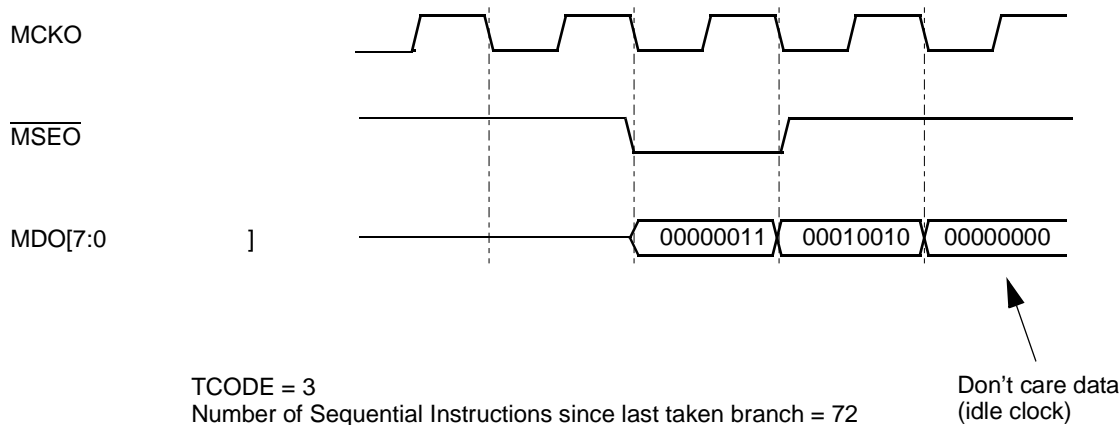 MCKO
MSEO
MDO[7:0 ]
00000011 00010010 00000000
TCODE = 3
Number of Sequential Instructions since last taken branch = 72
Don't care data
(idle clock)